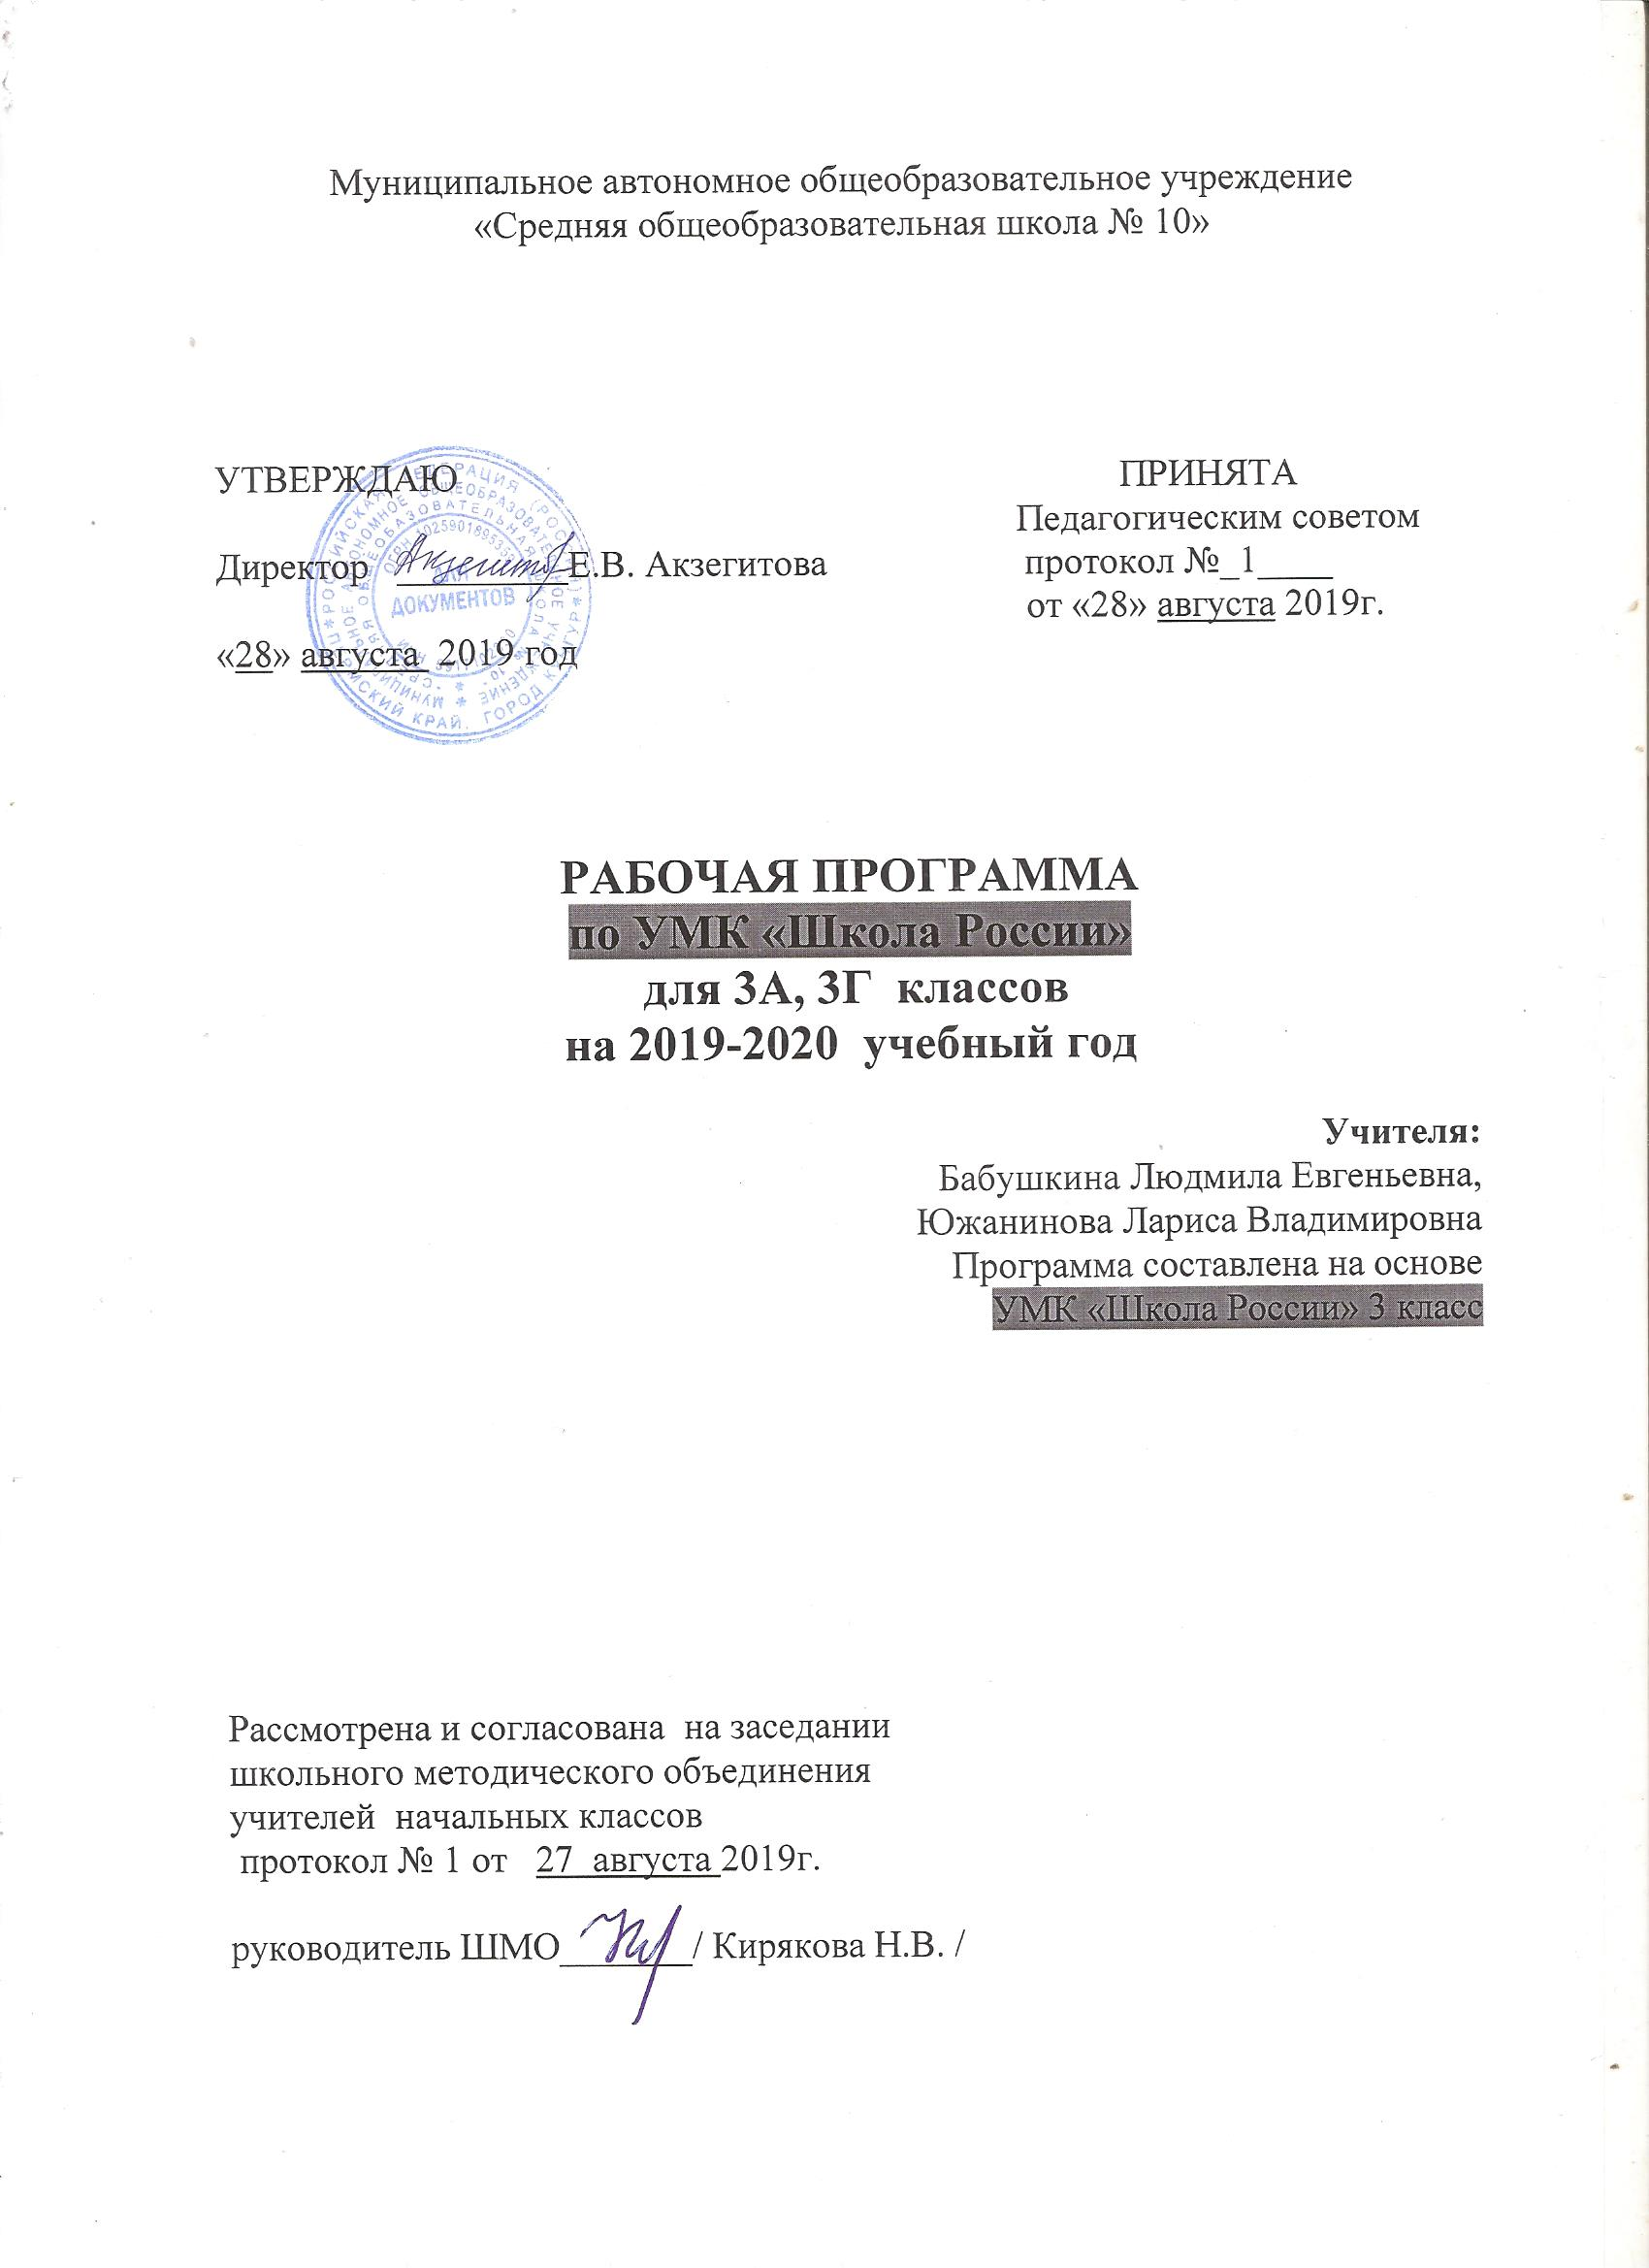 Муниципальное автономное общеобразовательное учреждение
«Средняя общеобразовательная школа № 10»
УТВЕРЖДАЮ
Директор Е.В. Акзегитова
«28» августа 2019 год
ДОКУМЕНТОВ
ПРИНЯТА
Педагогическим советом
протокол №_1____
от «28» августа 2019г.
РАБОЧАЯ ПРОГРАММА
по УМК «Школа России»
для 3А, 3Г классов
на 2019-2020 учебный год
Учителя:
Бабушкина Людмила Евгеньевна,
Южанинова Лариса Владимировна
Программа составлена на основе
УМК «Школа России» 3 класс
Рассмотрена и согласована на заседании
школьного методического объединения
учителей начальных классов
протокол № 1 от 27 августа 2019г.
руководитель ШМО_______/ Кирякова Н.В. /